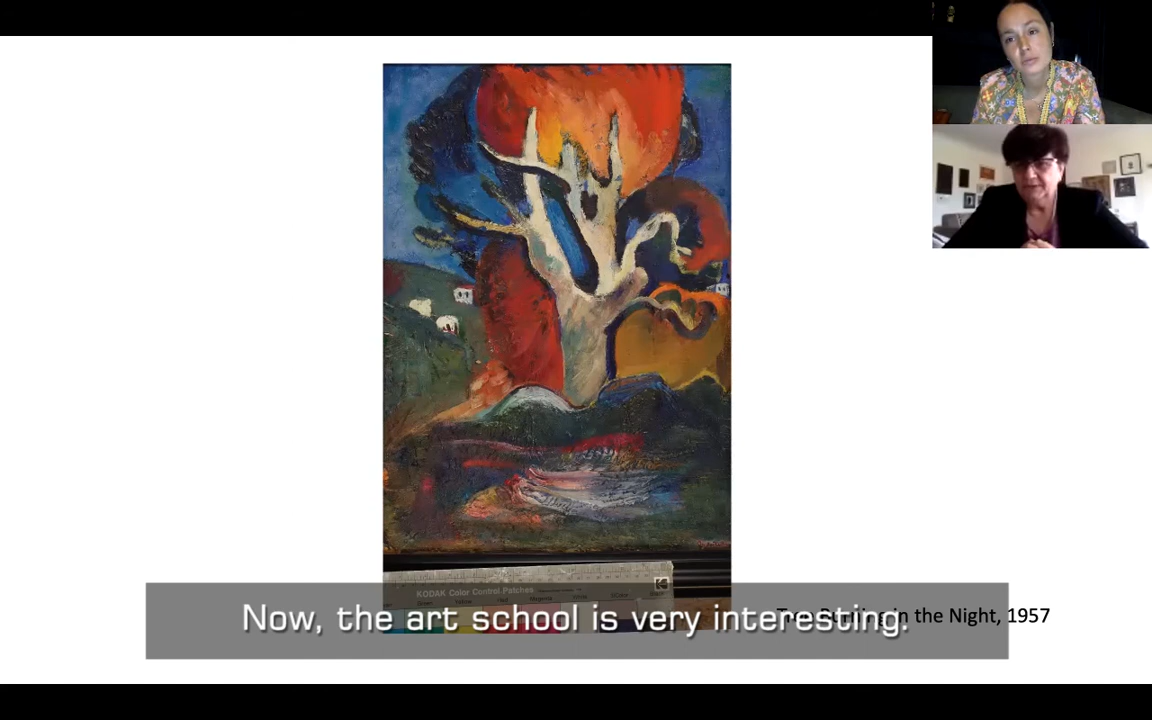 KODAK Color Control Patches
Now, the art school is very interesting.
in the Night, 1957